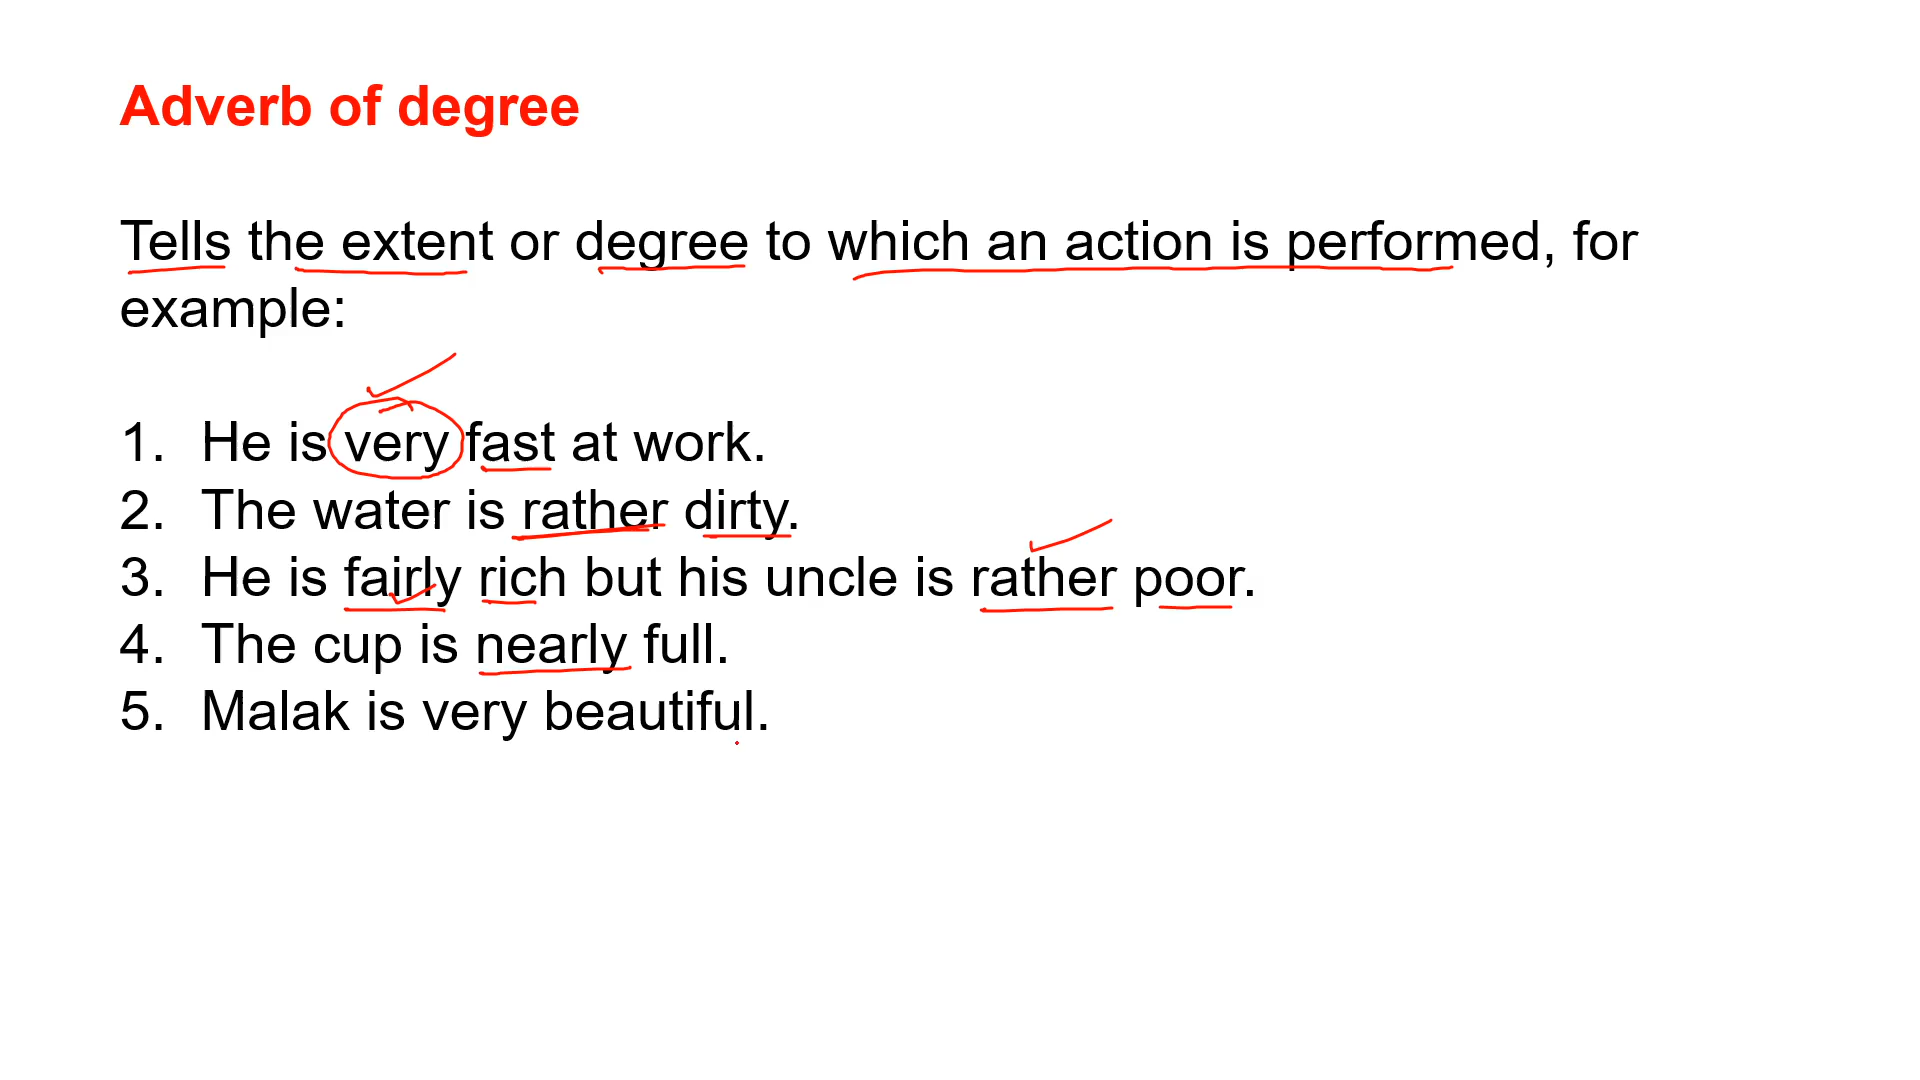 Adverb of degree
Tells the extent or degree to which an action is performed, for
example:
1. He is very fast at work.
2. The water is rather dirty.
3. He is fairly rich but his uncle is rather poor.
4. The cup is nearly full.
5. Malak is very beautiful.